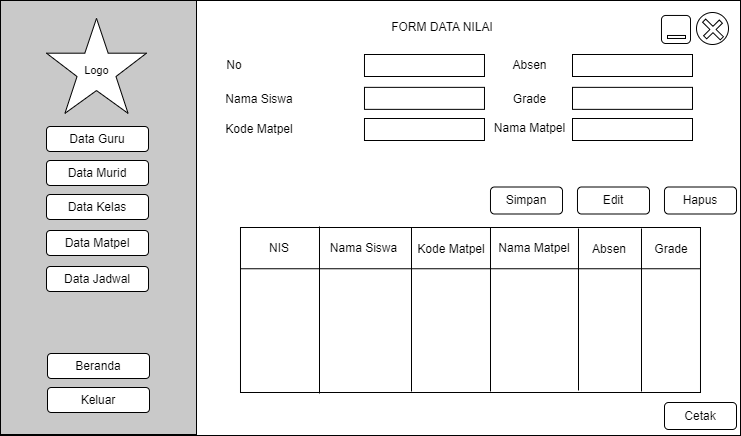 FORM DATA NILAI
Logo
Data Guru
Data Murid
Data Kelas
Data Matpel
Data Jadwal
Beranda
Keluar
No
Absen
Nama Siswa
Grade
Kode Matpel
Nama Matpel
Simpan
Edit
Hapus
NIS Nama Siswa Kode Matpel Nama Matpel Absen Grade
Cetak